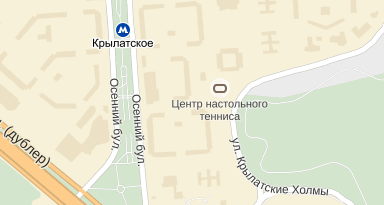 М
Крылатское
Осенний бул.
Осенний бул.
Центр настольного
тенниса
(дублер)
ул. Крылатские Холмы